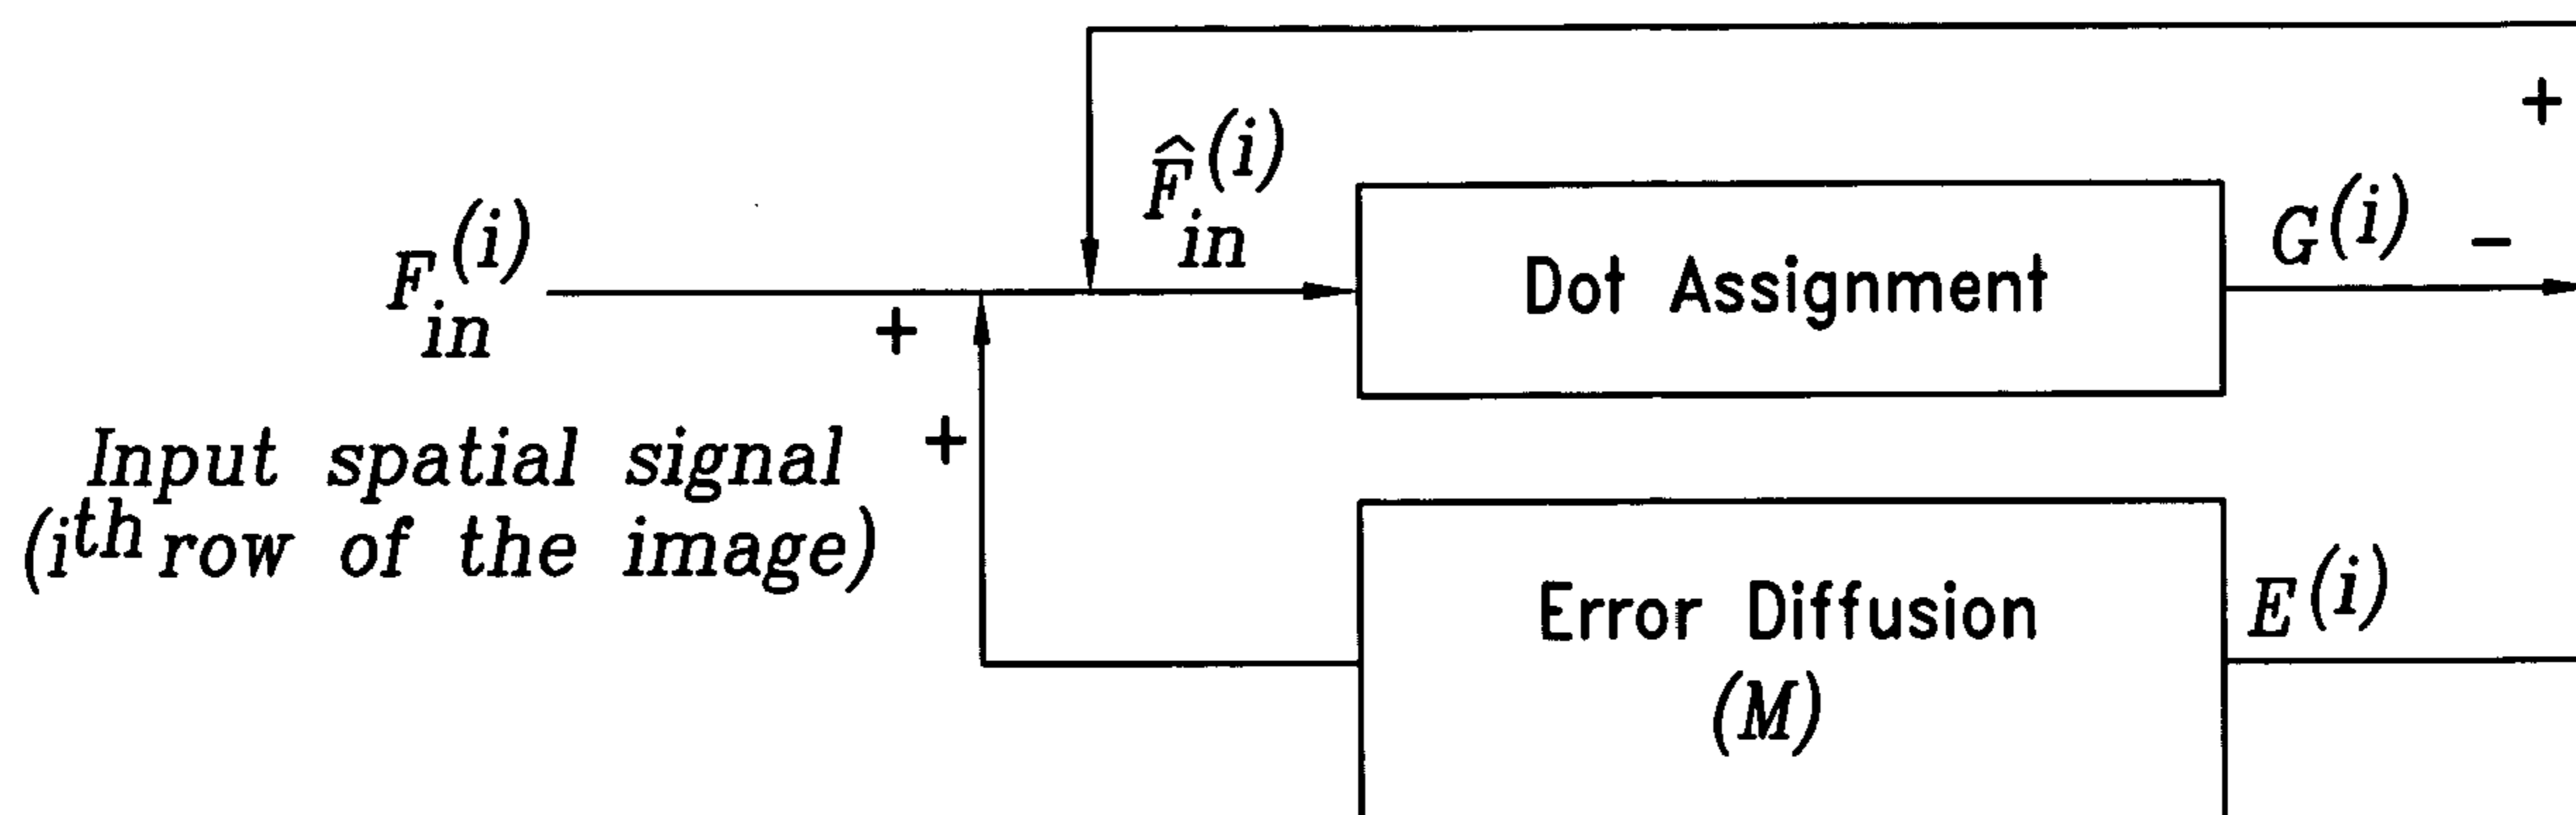 +
F̂in(i)
Fin(i)
G(i) −
Dot Assignment
+
Input spatial signal +
(ith row of the image)
Error Diffusion
(M)
E(i)